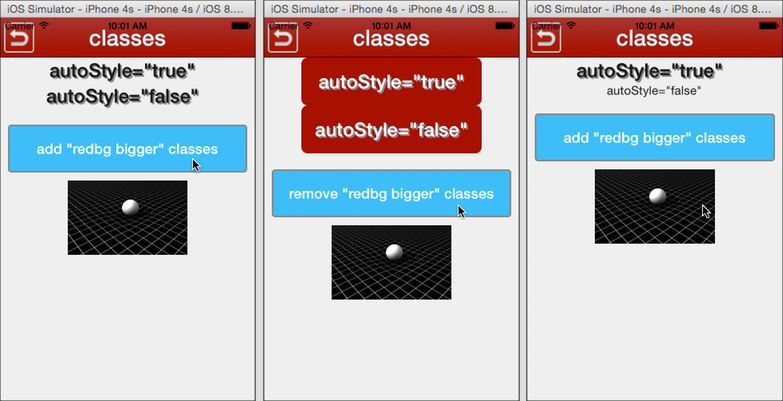 iOS Simulator - iPhone 4s - iPhone 4s / iOS 8....
Carrier 10:01 AM
classes
autoStyle="true"
autoStyle="false"
add "redbg bigger" classes
iOS Simulator - iPhone 4s - iPhone 4s / iOS 8....
Carrier 10:01 AM
classes
autoStyle="true"
autoStyle="false"
remove "redbg bigger" classes
iOS Simulator - iPhone 4s - iPhone 4s / iOS 8....
Carrier 10:01 AM
classes
autoStyle="true"
autoStyle="false"
add "redbg bigger" classes